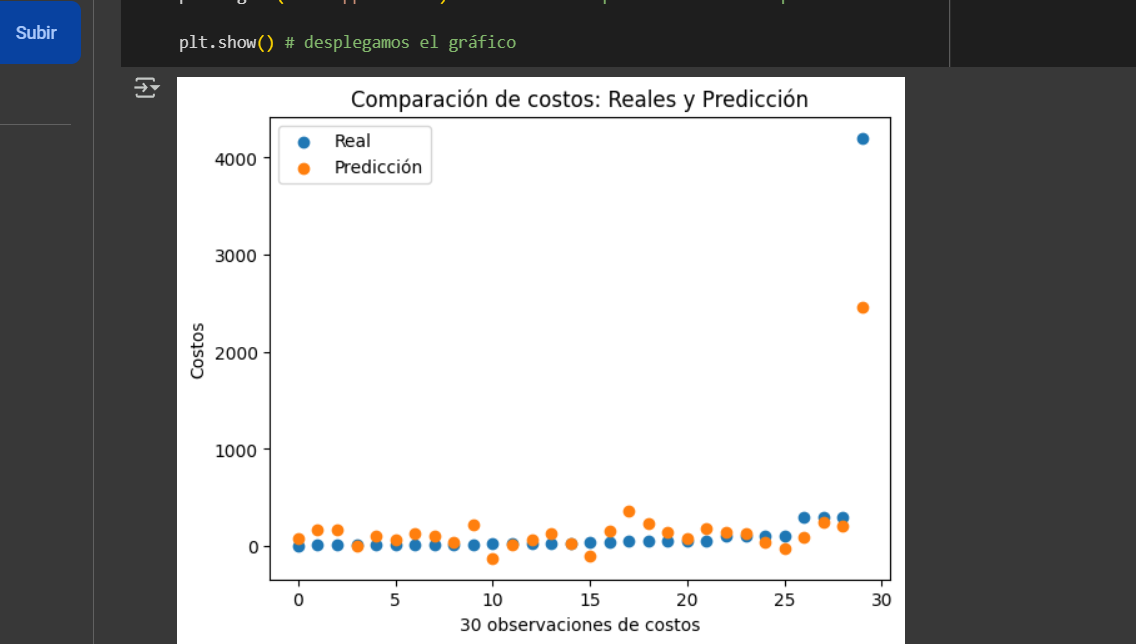 Subir
plt.show() # desplegamos el gráfico
Comparación de costos: Reales y Predicción
Real
Predicción
4000
3000
2000
1000
0
Costos
0 5 10 15 20 25 30
30 observaciones de costos